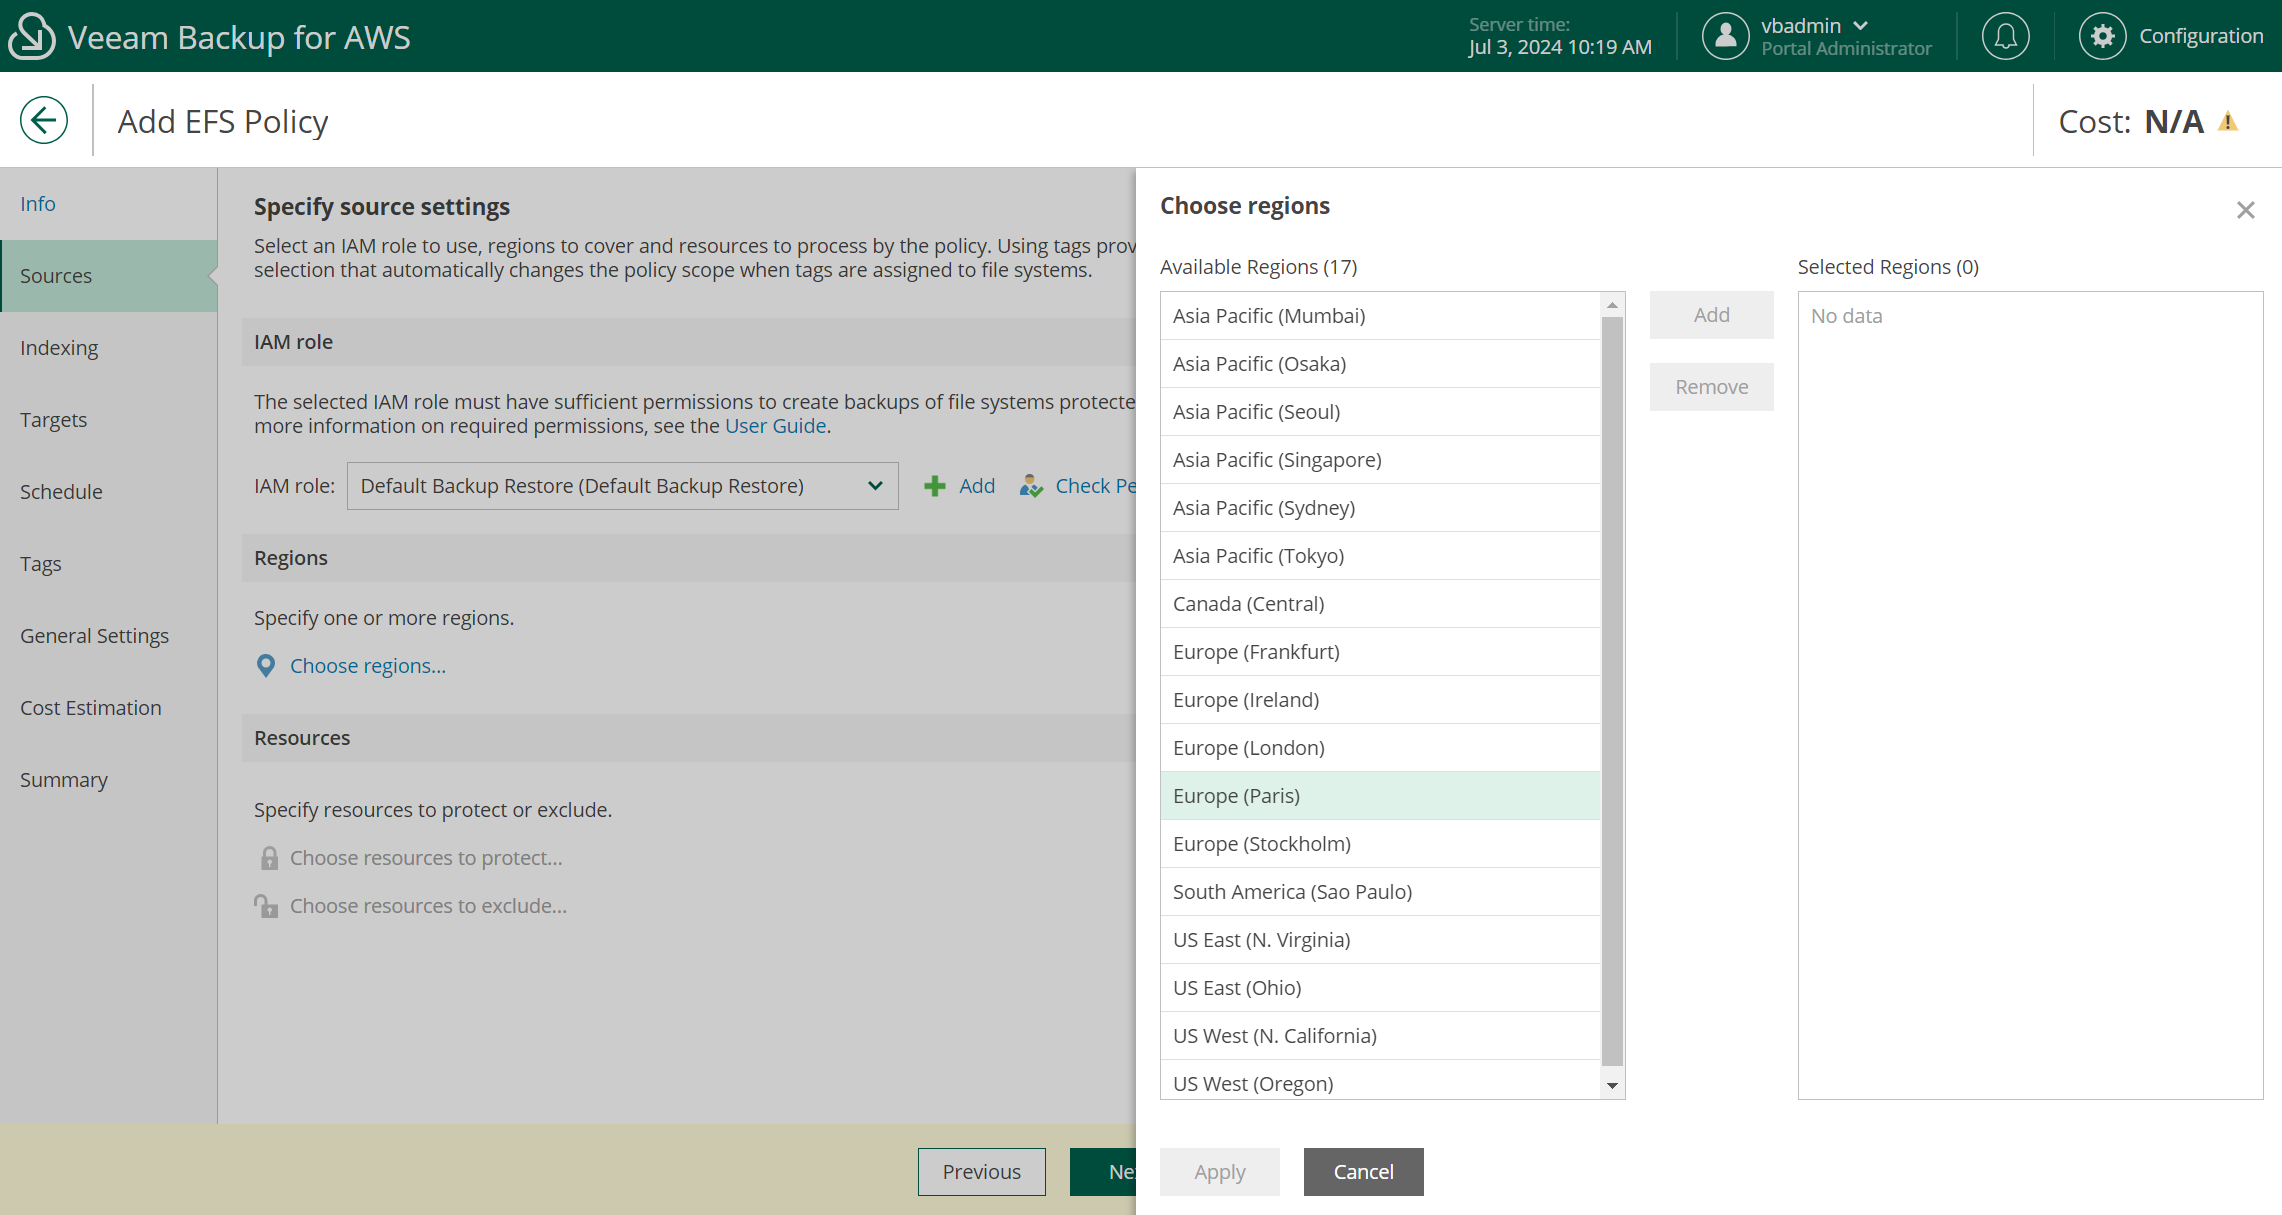 Veeam Backup for AWS
Server time:
Jul 3, 2024 10:19 AM
vbadmin
Portal Administrator
Configuration
Add EFS Policy
Cost: N/A
Info
Sources
Indexing
Targets
Schedule
Tags
General Settings
Cost Estimation
Summary
Specify source settings
Select an IAM role to use, regions to cover and resources to process by the policy. Using tags prov
selection that automatically changes the policy scope when tags are assigned to file systems.
IAM role
The selected IAM role must have sufficient permissions to create backups of file systems protecte
more information on required permissions, see the User Guide.
IAM role: Default Backup Restore (Default Backup Restore) Add Check Pe
Regions
Specify one or more regions.
Choose regions...
Resources
Specify resources to protect or exclude.
Choose resources to protect...
Choose resources to exclude...
Previous
Ne
Choose regions
Available Regions (17)
Asia Pacific (Mumbai)
Asia Pacific (Osaka)
Asia Pacific (Seoul)
Asia Pacific (Singapore)
Asia Pacific (Sydney)
Asia Pacific (Tokyo)
Canada (Central)
Europe (Frankfurt)
Europe (Ireland)
Europe (London)
Europe (Paris)
Europe (Stockholm)
South America (Sao Paulo)
US East (N. Virginia)
US East (Ohio)
US West (N. California)
US West (Oregon)
Add
Remove
Selected Regions (0)
No data
Apply
Cancel